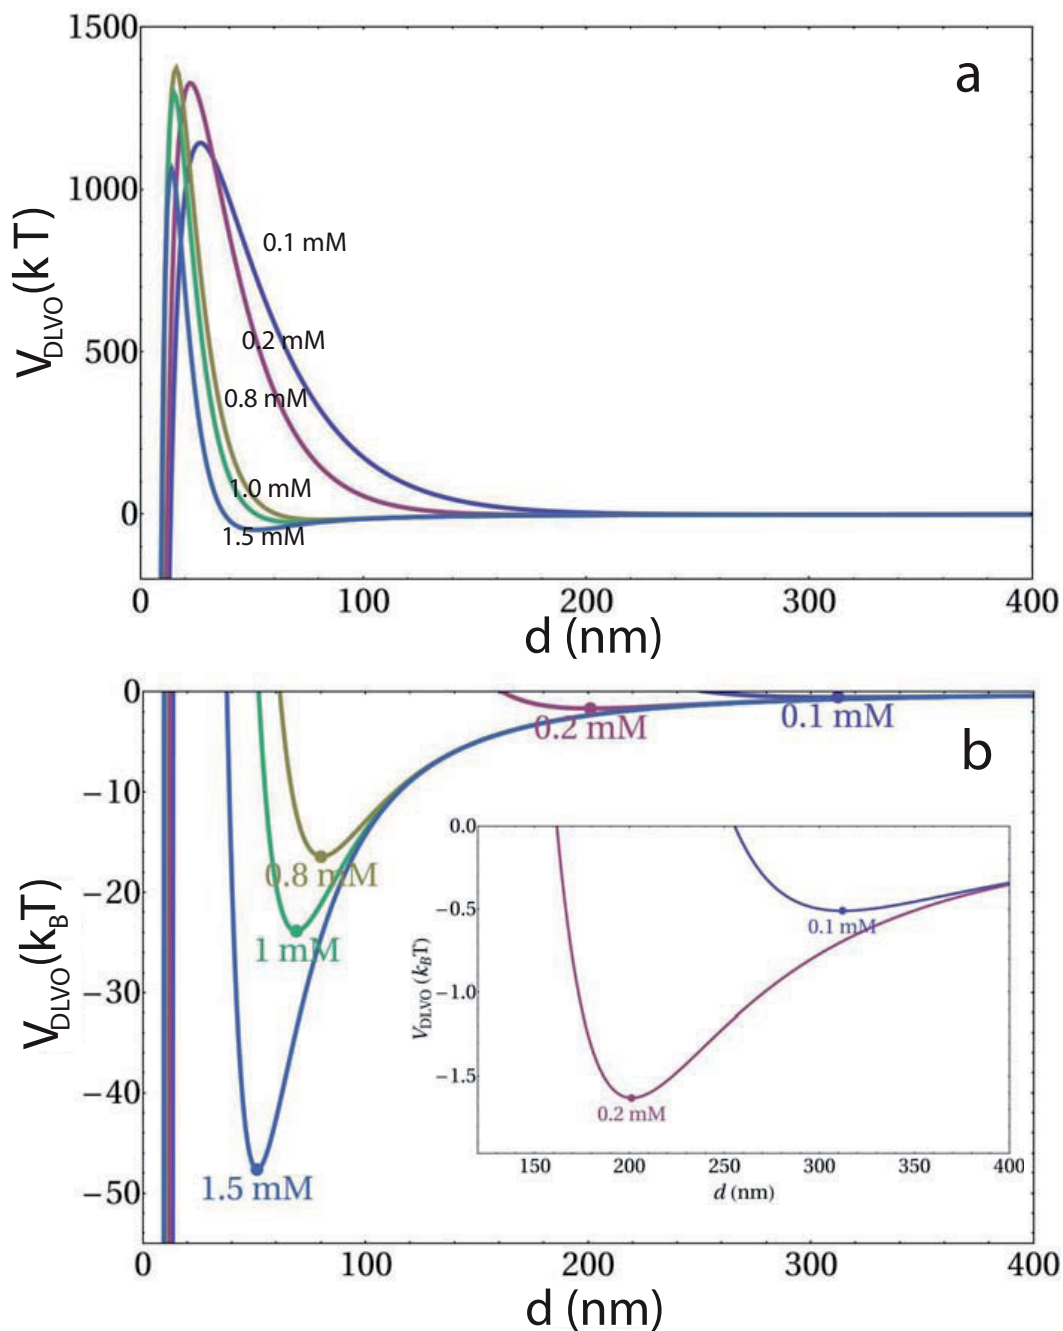 1500
a
1000
V_DLVO(k T)
0.1 mM
0.2 mM
500
0.8 mM
1.0 mM
0
1.5 mM
0 100 200 300 400
d (nm)
0
0.2 mM
0.1 mM
b
−10
0.8 mM
−20
1 mM
V_DLVO(k_BT)
−30
−40
1.5 mM
−50
0.0
−0.5
0.1 mM
V_DLVO (k_BT)
−1.0
−1.5
0.2 mM
150 200 250 300 350 400
d (nm)
0 100 200 300 400
d (nm)